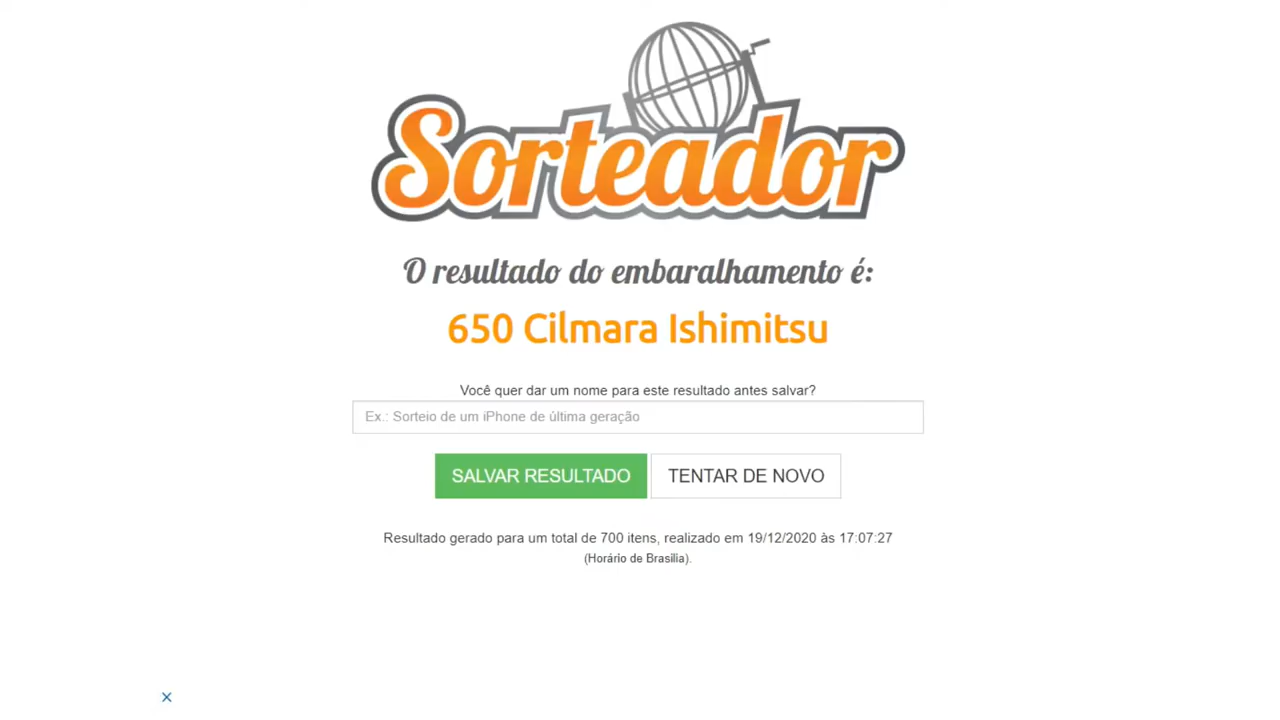 Sorteador
O resultado do embaralhamento é:
650 Cilmara Ishimitsu
Você quer dar um nome para este resultado antes salvar?
Ex.: Sorteio de um iPhone de última geração
SALVAR RESULTADO TENTAR DE NOVO
Resultado gerado para um total de 700 itens, realizado em 19/12/2020 às 17:07:27
(Horário de Brasilia).